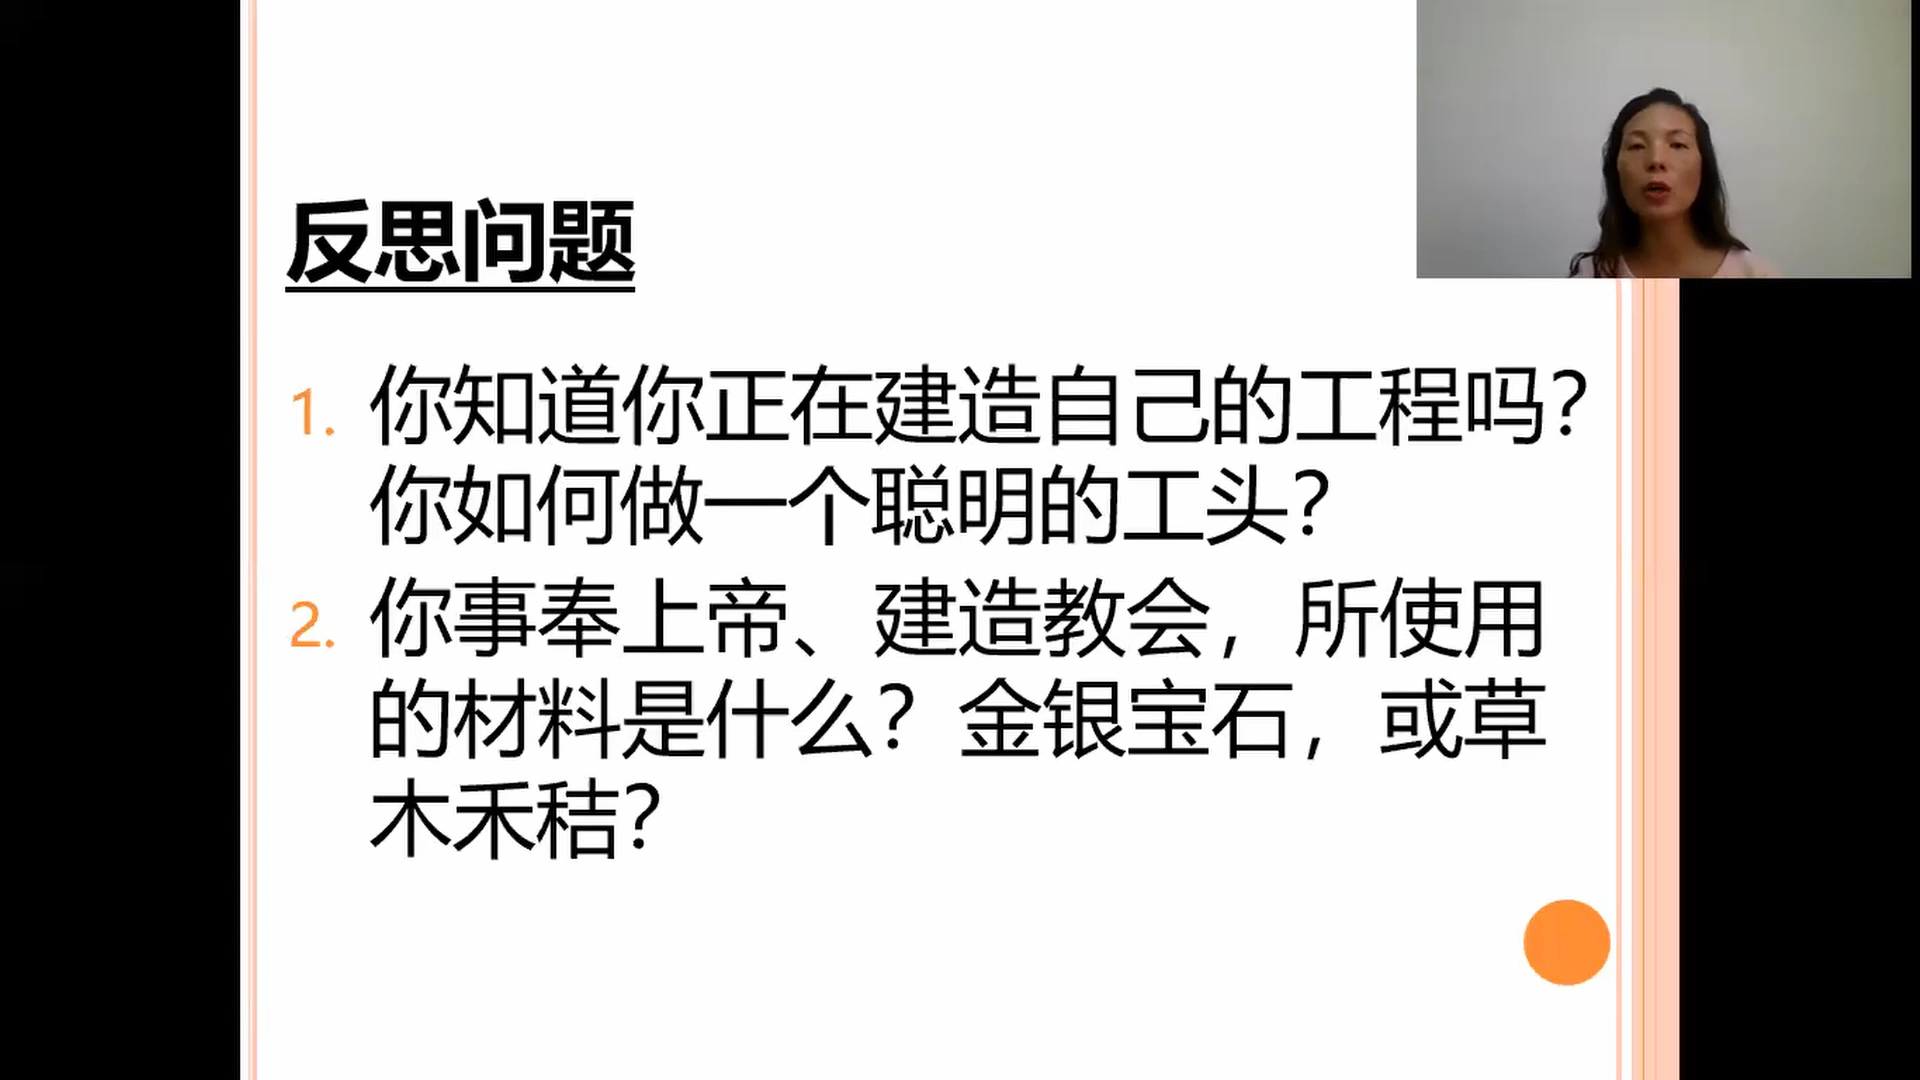 反思问题
1. 你知道你正在建造自己的工程吗？
你如何做一个聪明的工头？
2. 你事奉上帝、建造教会，所使用
的材料是什么？金银宝石，或草
木禾秸？